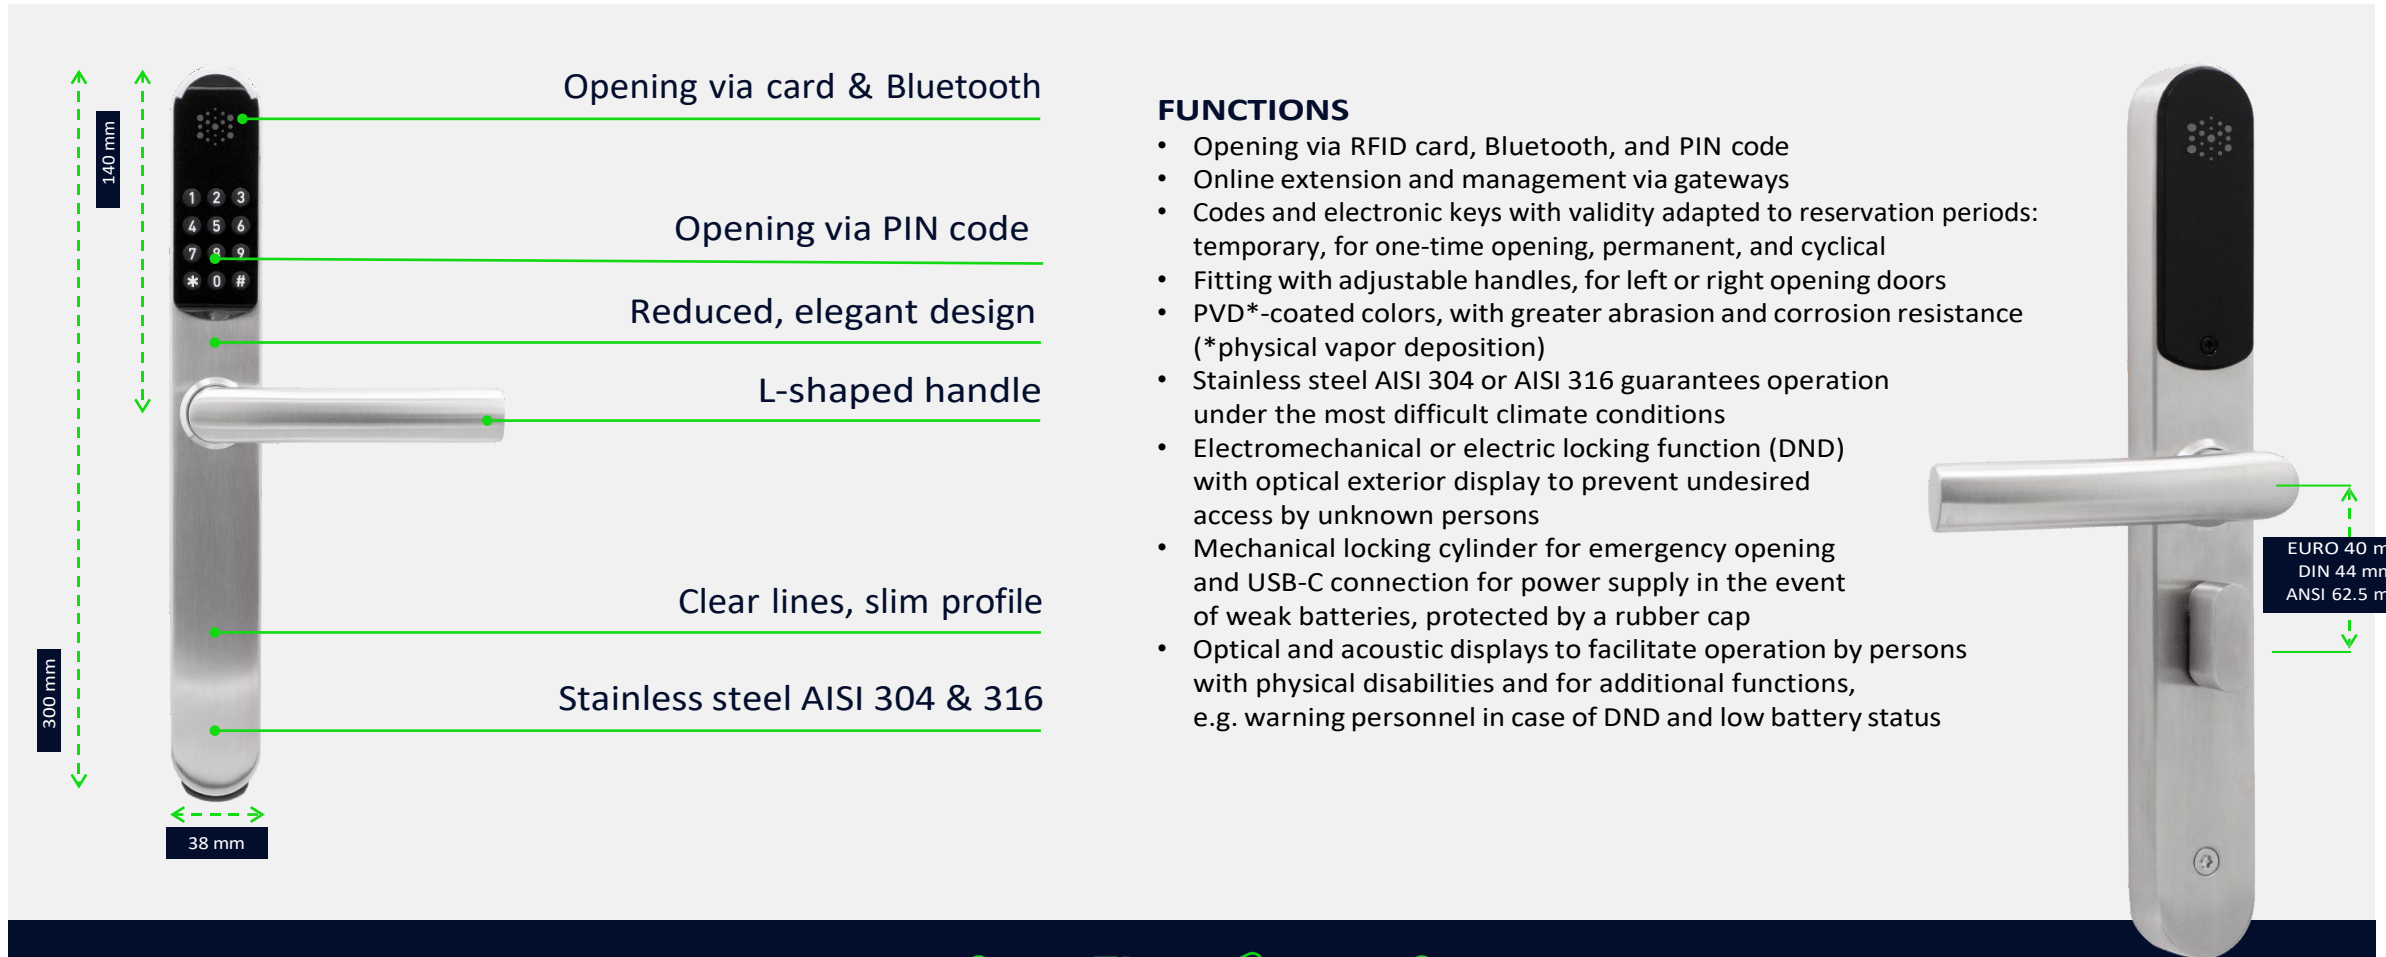 140 mm
300 mm
38 mm
1 2 3
4 5 6
7 8 9
* 0 #
Opening via card & Bluetooth
Opening via PIN code
Reduced, elegant design
L-shaped handle
Clear lines, slim profile
Stainless steel AISI 304 & 316
FUNCTIONS
• Opening via RFID card, Bluetooth, and PIN code
• Online extension and management via gateways
• Codes and electronic keys with validity adapted to reservation periods:
temporary, for one-time opening, permanent, and cyclical
• Fitting with adjustable handles, for left or right opening doors
• PVD*-coated colors, with greater abrasion and corrosion resistance
(*physical vapor deposition)
• Stainless steel AISI 304 or AISI 316 guarantees operation
under the most difficult climate conditions
• Electromechanical or electric locking function (DND)
with optical exterior display to prevent undesired
access by unknown persons
• Mechanical locking cylinder for emergency opening
and USB-C connection for power supply in the event
of weak batteries, protected by a rubber cap
• Optical and acoustic displays to facilitate operation by persons
with physical disabilities and for additional functions,
e.g. warning personnel in case of DND and low battery status
EURO 40 m
DIN 44 mm
ANSI 62.5 m